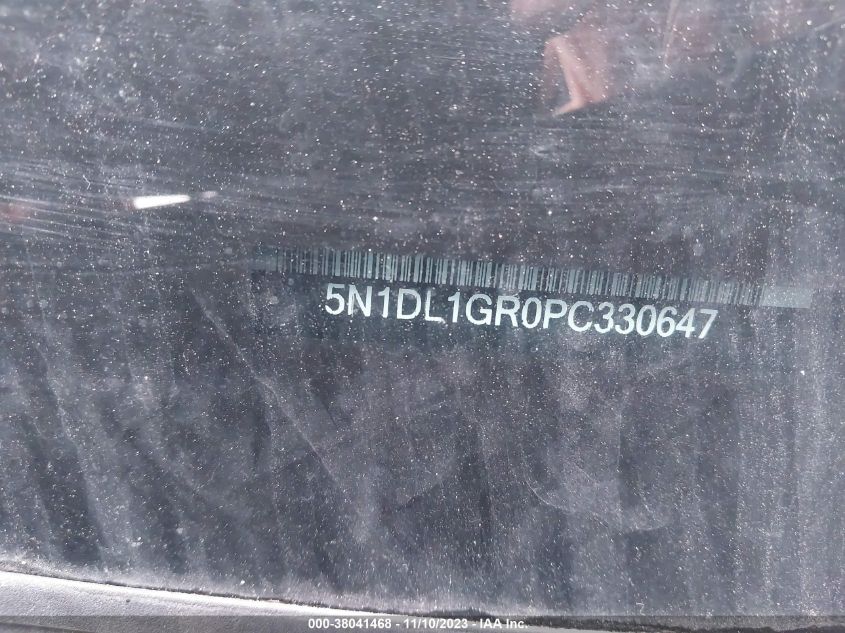 5N1DL1GR0PC330647
000-38041468 - 11/10/2023 - IAA Inc.